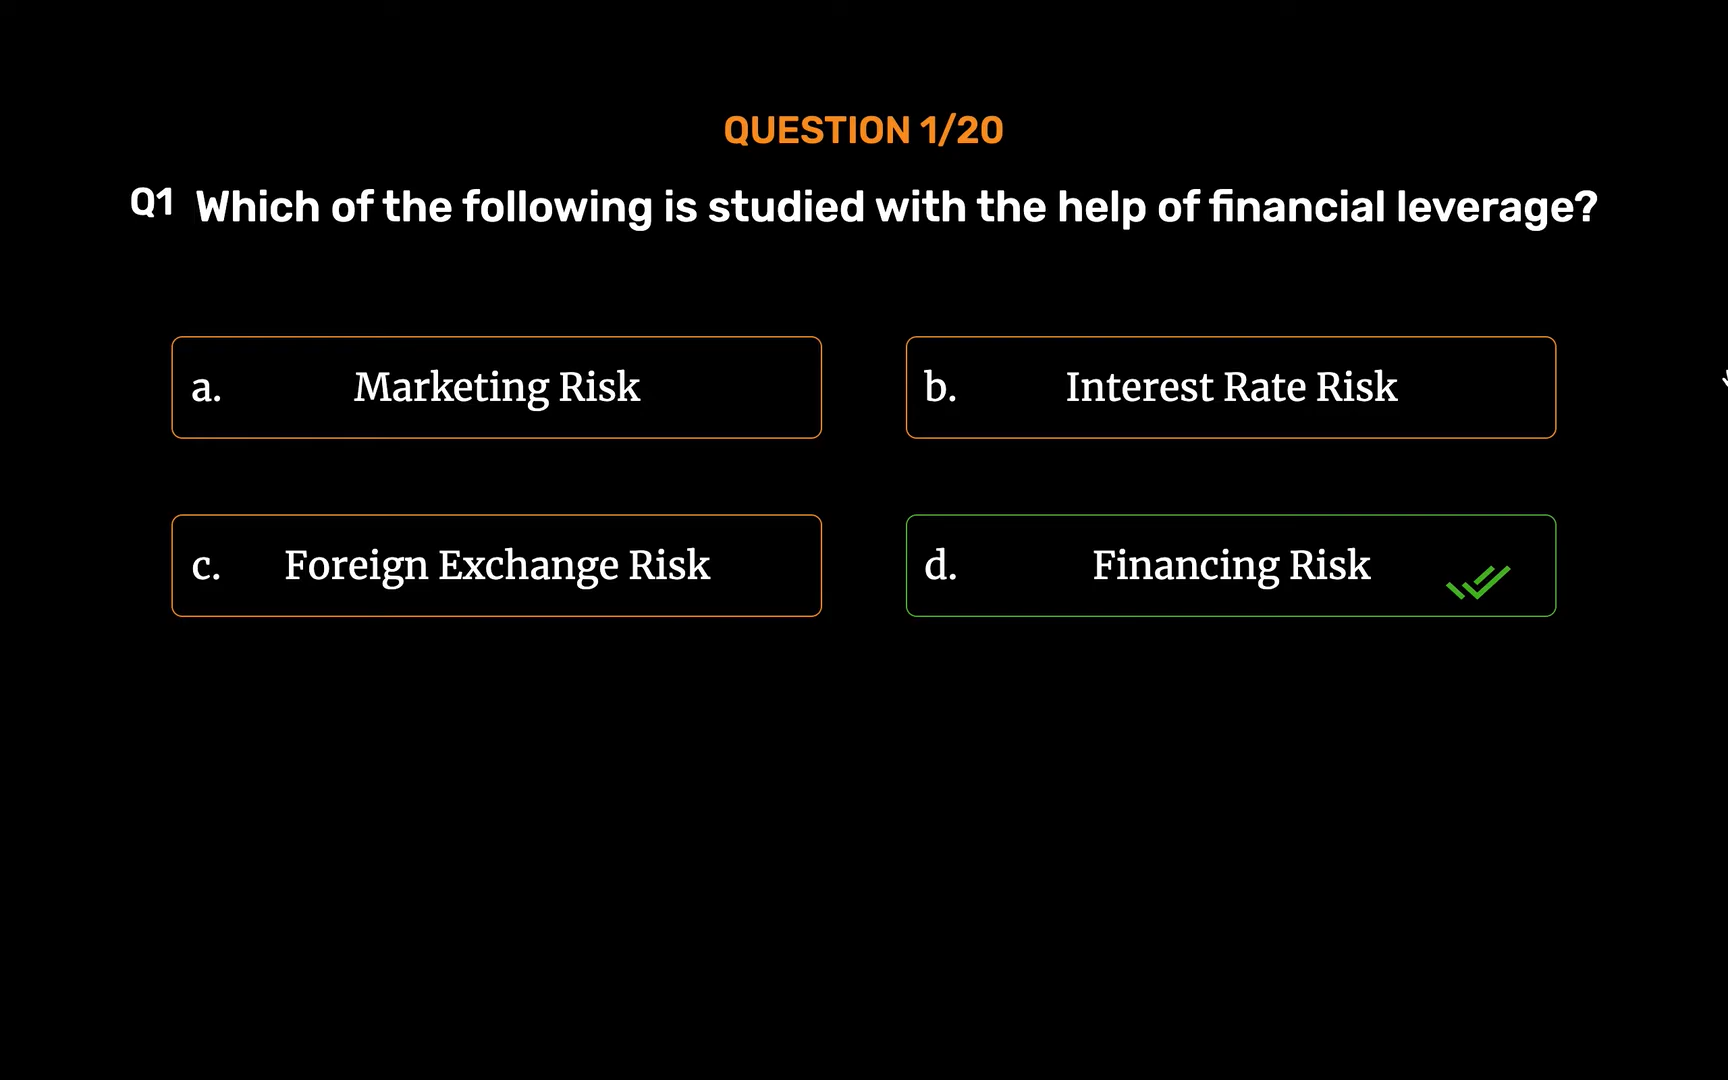 QUESTION 1/20
Q1 Which of the following is studied with the help of financial leverage?
a. Marketing Risk
b. Interest Rate Risk
c. Foreign Exchange Risk
d. Financing Risk